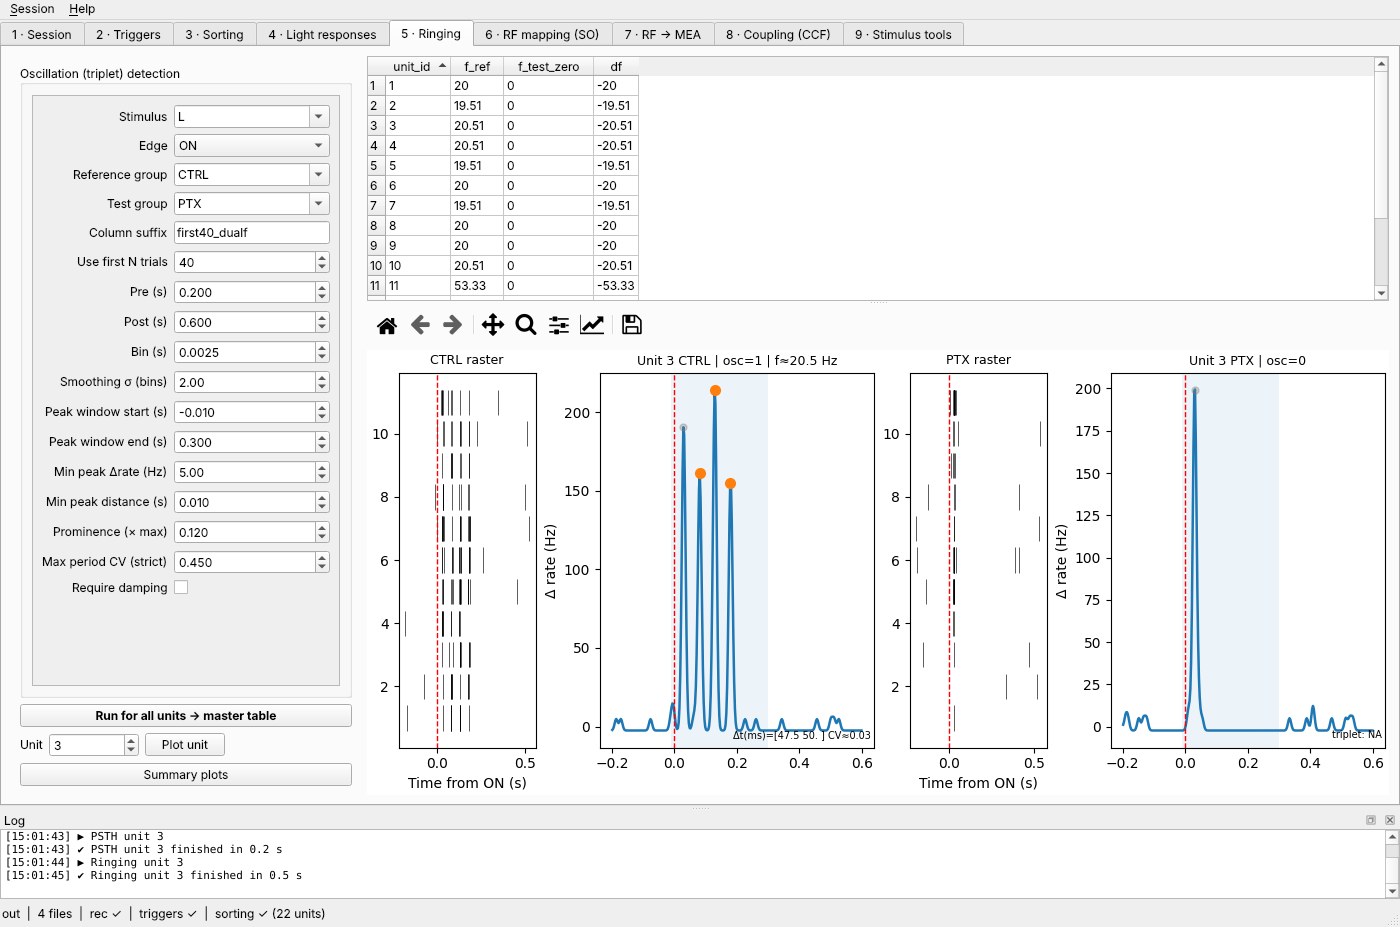 Session Help
1 · Session 2 · Triggers 3 · Sorting 4 · Light responses 5 · Ringing 6 · RF mapping (SO) 7 · RF → MEA 8 · Coupling (CCF) 9 · Stimulus tools
Oscillation (triplet) detection
Stimulus L
Edge ON
Reference group CTRL
Test group PTX
Column suffix first40_dualf
Use first N trials 40
Pre (s) 0.200
Post (s) 0.600
Bin (s) 0.0025
Smoothing σ (bins) 2.00
Peak window start (s) -0.010
Peak window end (s) 0.300
Min peak Δrate (Hz) 5.00
Min peak distance (s) 0.010
Prominence (× max) 0.120
Max period CV (strict) 0.450
Require damping
Run for all units → master table
Unit 3 Plot unit
Summary plots
unit_id f_ref f_test_zero df
1 1 20 0 -20
2 2 19.51 0 -19.51
3 3 20.51 0 -20.51
4 4 20.51 0 -20.51
5 5 19.51 0 -19.51
6 6 20 0 -20
7 7 19.51 0 -19.51
8 8 20 0 -20
9 9 20 0 -20
10 10 20.51 0 -20.51
11 11 53.33 0 -53.33
CTRL raster
10
8
6
4
2
0.0 0.5
Time from ON (s)
Unit 3 CTRL | osc=1 | f≈20.5 Hz
Δ rate (Hz)
200
150
100
50
0
Δt(ms)=[47.5 50. ] CV≈0.03
−0.2 0.0 0.2 0.4 0.6
PTX raster
10
8
6
4
2
0.0 0.5
Time from ON (s)
Unit 3 PTX | osc=0
Δ rate (Hz)
200
175
150
125
100
75
50
25
0
triplet: NA
−0.2 0.0 0.2 0.4 0.6
Log
[15:01:43] ▶ PSTH unit 3
[15:01:43] ✔ PSTH unit 3 finished in 0.2 s
[15:01:44] ▶ Ringing unit 3
[15:01:45] ✔ Ringing unit 3 finished in 0.5 s
out | 4 files | rec ✓ | triggers ✓ | sorting ✓ (22 units)